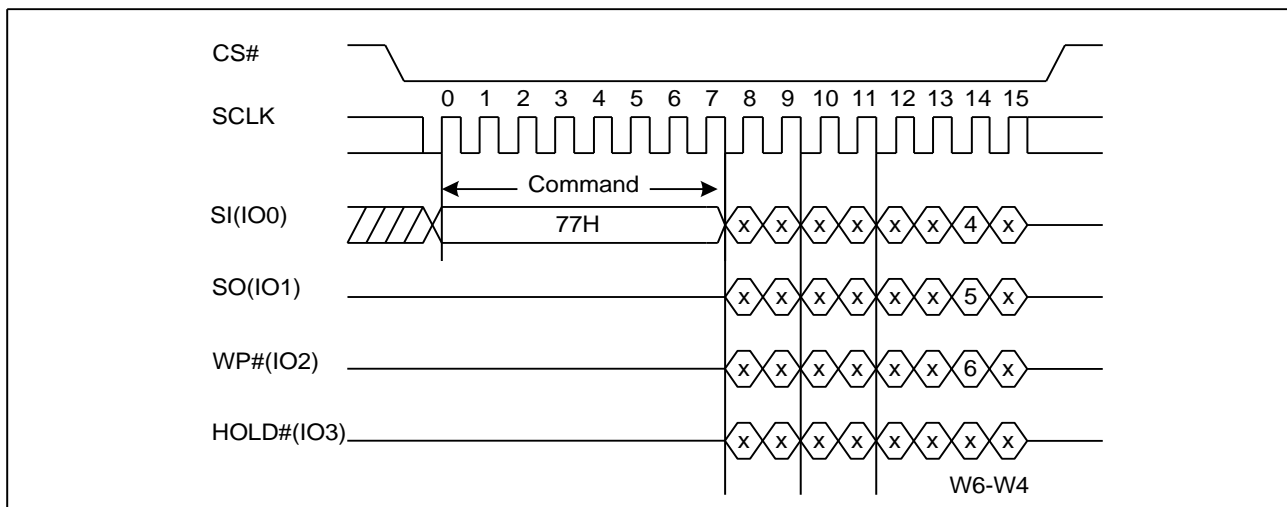 CS#
0 1 2 3 4 5 6 7 8 9 10 11 12 13 14 15
SCLK
Command
SI(IO0) 77H x x x x x x 4 x
SO(IO1) x x x x x x 5 x
WP#(IO2) x x x x x x 6 x
HOLD#(IO3) x x x x x x x x
W6-W4